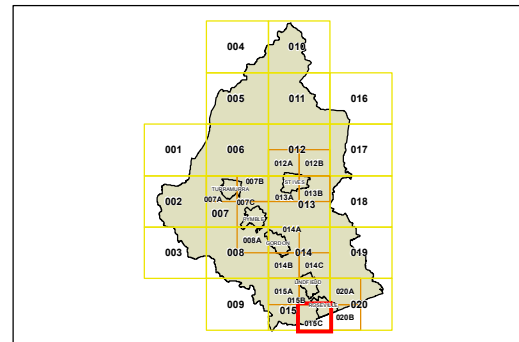 004 010
005 011 016
001 006 012 017
012A 012B
007B ST IVES
TURRAMURRA
002 007A 007C 013A 013B 018
007 PYMBLE 013
014A
008A GORDON
003 008 014 019
014B 014C
LINDFIELD
015A 020A
015B
009 015 ROSEVILLE 020
015C 020B